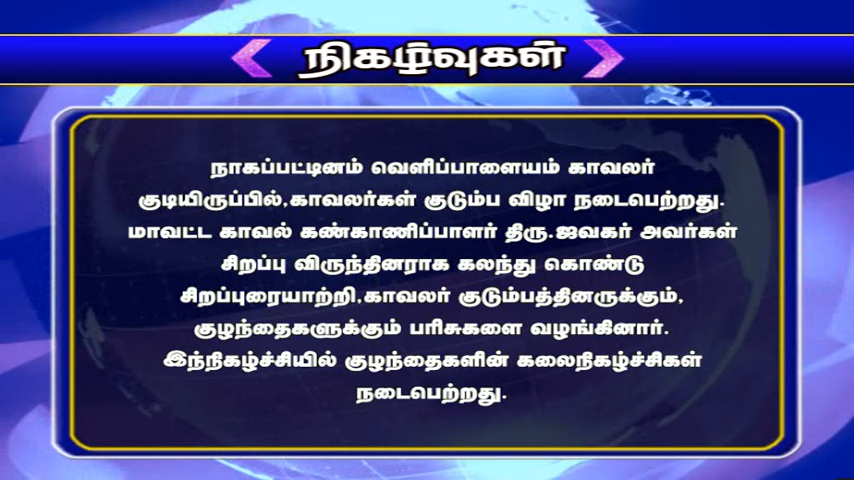 நிகழ்வுகள்
நாகப்பட்டினம் வெளிப்பாளையம் காவலர்
குடியிருப்பில்,காவலர்கள் குடும்ப விழா நடைபெற்றது.
மாவட்ட காவல் கண்காணிப்பாளர் திரு.ஜவகர் அவர்கள்
சிறப்பு விருந்தினராக கலந்து கொண்டு
சிறப்புரையாற்றி,காவலர் குடும்பத்தினருக்கும்,
குழந்தைகளுக்கும் பரிசுகளை வழங்கினார்.
இந்நிகழ்ச்சியில் குழந்தைகளின் கலைநிகழ்ச்சிகள்
நடைபெற்றது.